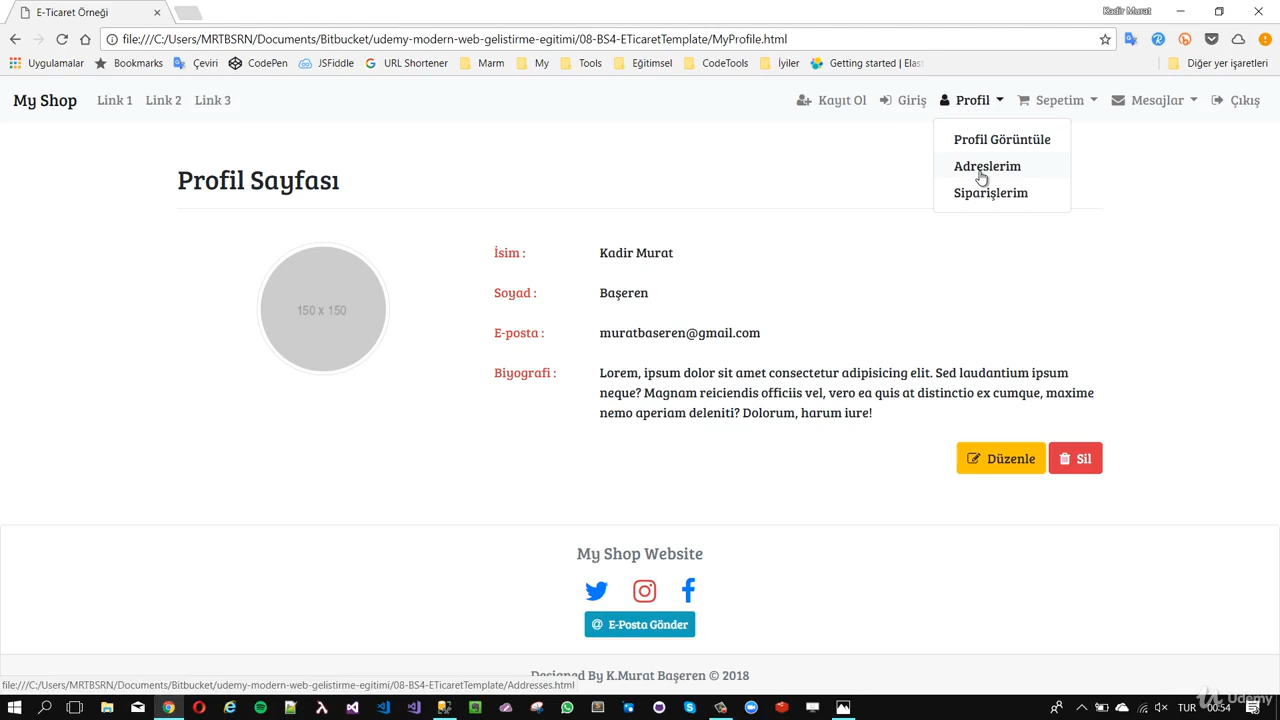 E-Ticaret Örneği
Kadir Murat
file:///C:/Users/MRTBSRN/Documents/Bitbucket/udemy-modern-web-gelistirme-egitimi/08-BS4-ETicaretTemplate/MyProfile.html
Uygulamalar Bookmarks Çeviri CodePen JSFiddle URL Shortener Marm My Tools Eğitimsel CodeTools İyiler Getting started | Elast Diğer yer işaretleri
My Shop Link 1 Link 2 Link 3 Kayıt Ol Giriş Profil Sepetim Mesajlar Çıkış
Profil Görüntüle
Adreslerim
Siparişlerim
Profil Sayfası
150 x 150
İsim : Kadir Murat
Soyad : Başeren
E-posta : muratbaseren@gmail.com
Biyografi : Lorem, ipsum dolor sit amet consectetur adipisicing elit. Sed laudantium ipsum
neque? Magnam reiciendis officiis vel, vero ea quis at distinctio ex cumque, maxime
nemo aperiam deleniti? Dolorum, harum iure!
Düzenle Sil
My Shop Website
E-Posta Gönder
Designed By K.Murat Başeren © 2018
file:///C:/Users/MRTBSRN/Documents/Bitbucket/udemy-modern-web-gelistirme-egitimi/08-BS4-ETicaretTemplate/Addresses.html
TUR 00:54
Udemy